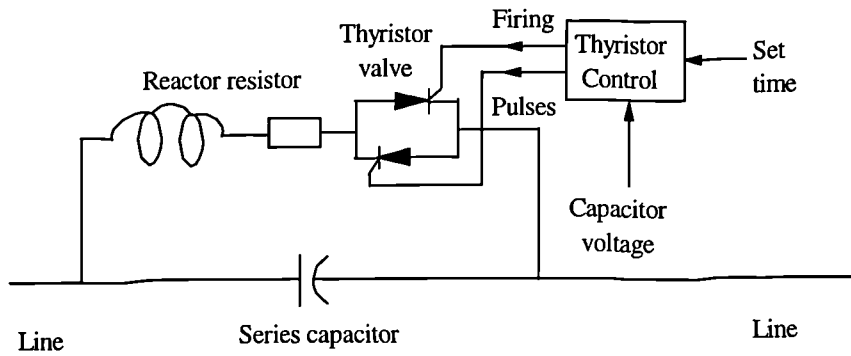 Firing
Thyristor
valve
Thyristor
Control
Set
time
Reactor resistor
Pulses
Capacitor
voltage
Series capacitor
Line
Line